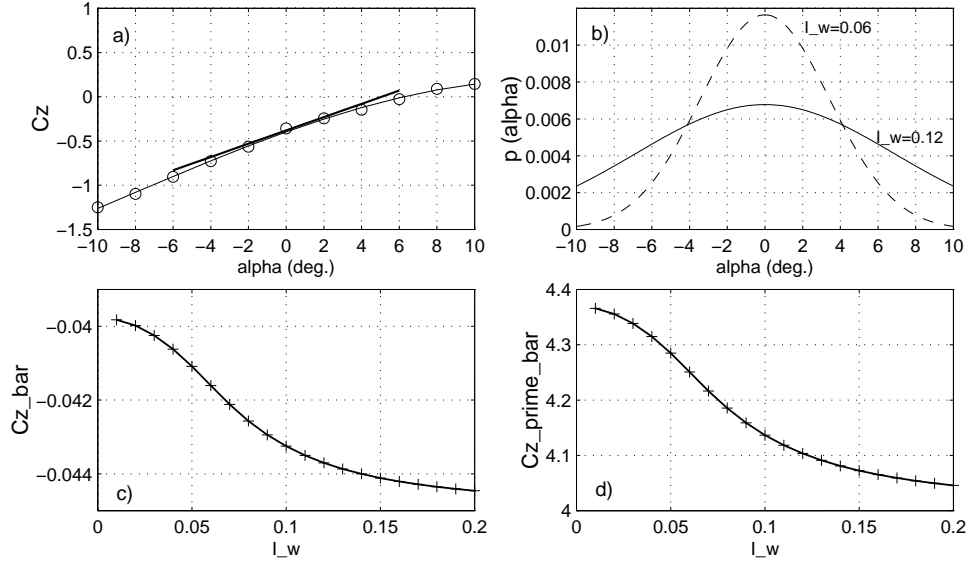 1
0.5
0
−0.5
−1
−1.5
a)
Cz
−10 −8 −6 −4 −2 0 2 4 6 8 10
alpha (deg.)
0.01
0.008
0.006
0.004
0.002
0
b)
I_w=0.06
I_w=0.12
p (alpha)
−10 −8 −6 −4 −2 0 2 4 6 8 10
alpha (deg.)
−0.04
−0.042
−0.044
c)
Cz_bar
0 0.05 0.1 0.15 0.2
I_w
4.4
4.3
4.2
4.1
4
d)
Cz_prime_bar
0 0.05 0.1 0.15 0.2
I_w